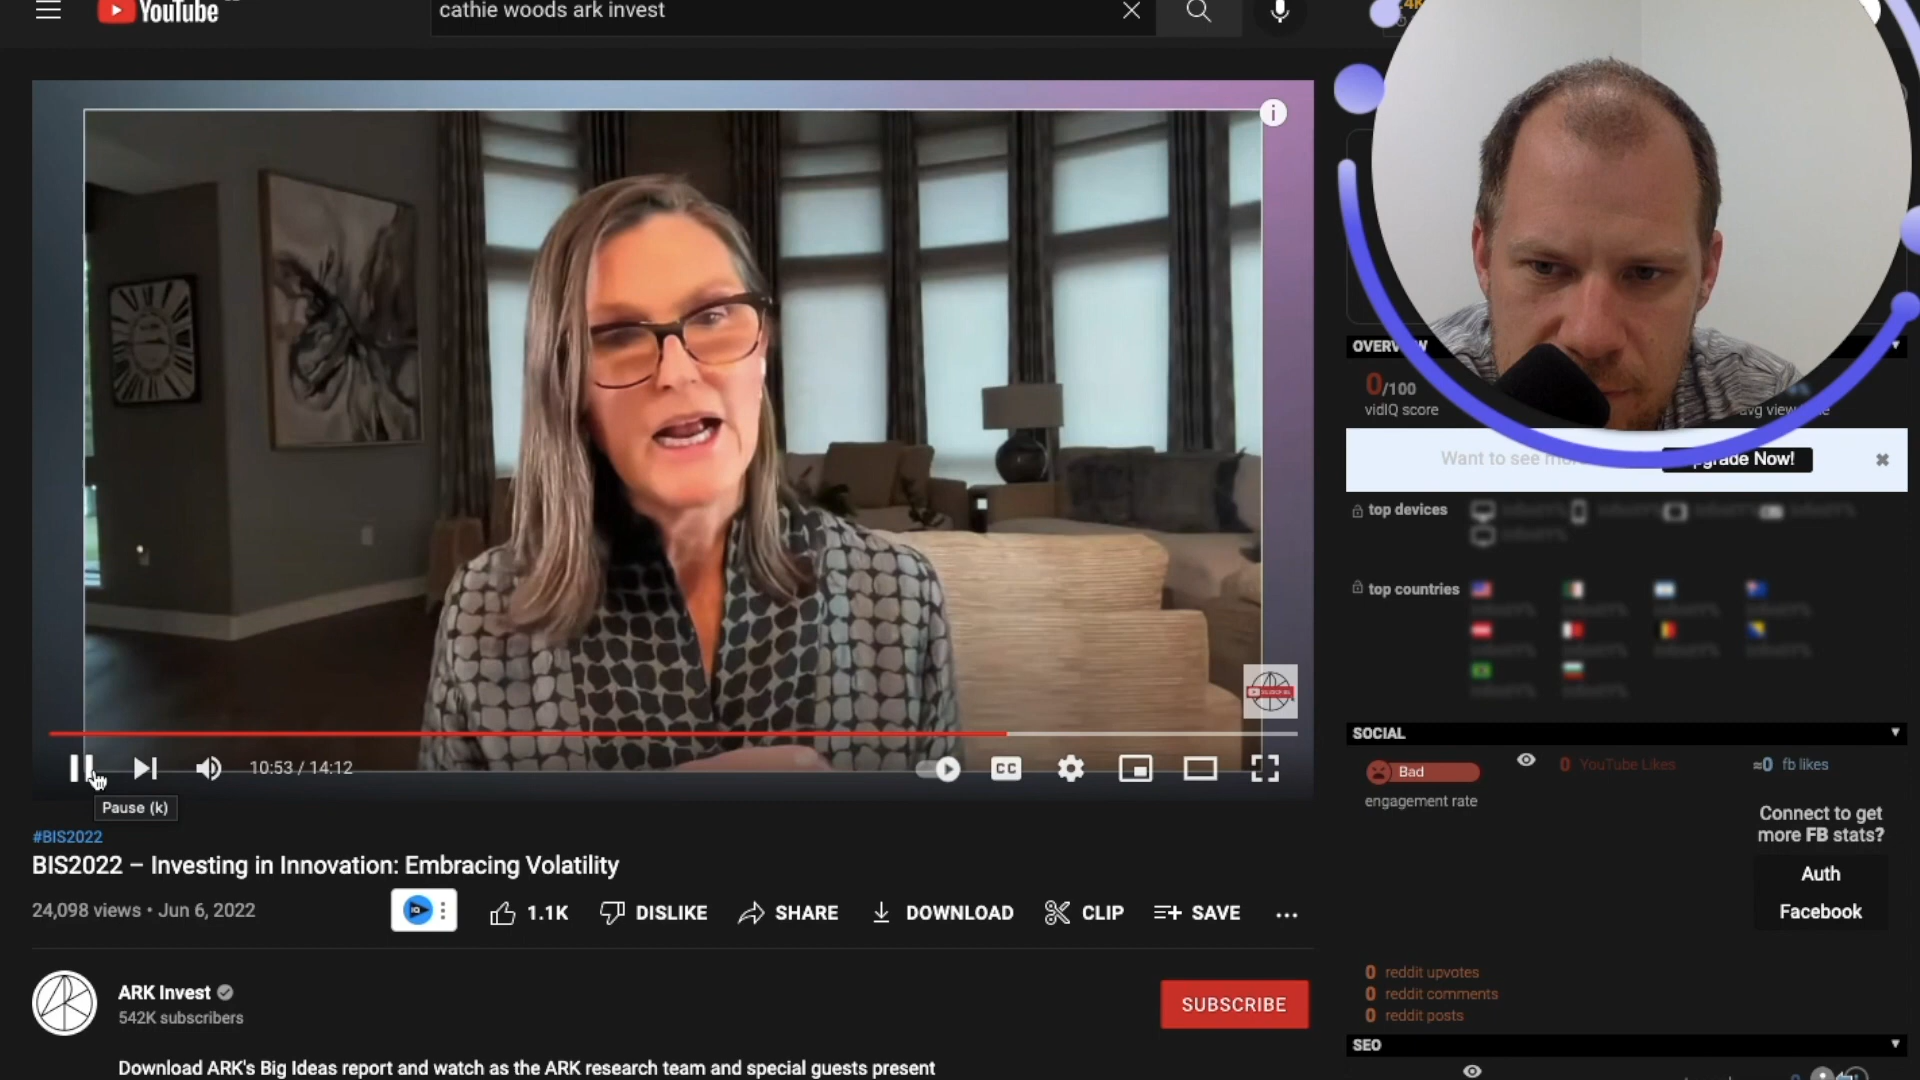 YouTube
cathie woods ark invest
10:53 / 14:12
CC
Pause (k)
#BIS2022
BIS2022 – Investing in Innovation: Embracing Volatility
24,098 views • Jun 6, 2022
1.1K
DISLIKE
SHARE
DOWNLOAD
CLIP
SAVE
ARK Invest
542K subscribers
SUBSCRIBE
Download ARK's Big Ideas report and watch as the ARK research team and special guests present
0/100
vidIQ score
avg view
Want to see
Now!
top devices
top countries
SOCIAL
Bad
engagement rate
0 YouTube Likes
≈0 fb likes
Connect to get
more FB stats?
Auth
Facebook
0 reddit upvotes
0 reddit comments
0 reddit posts
SEO